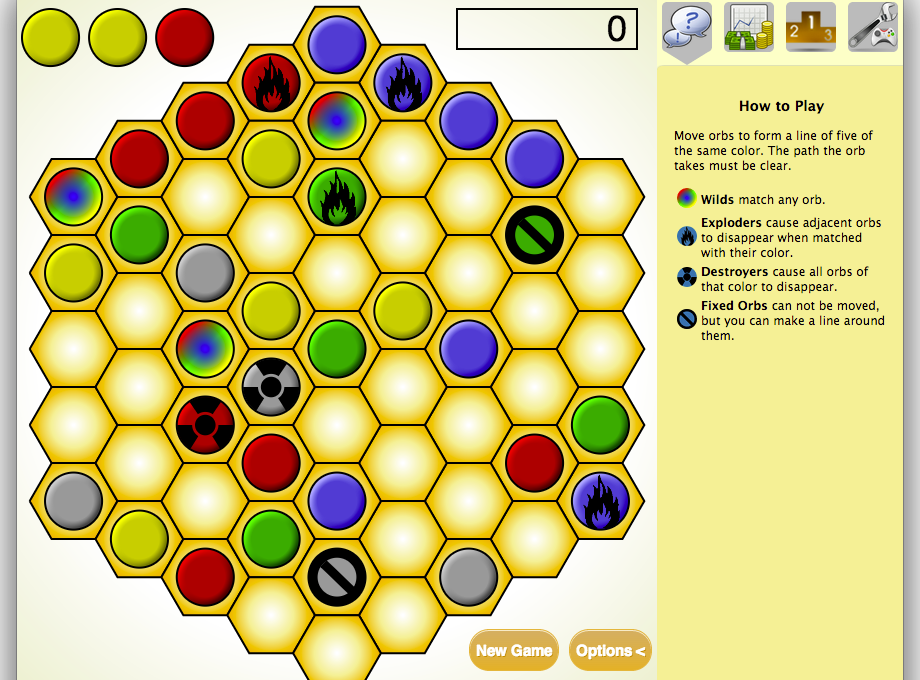 0
2 1 3
?
How to Play
Move orbs to form a line of five of
the same color. The path the orb
takes must be clear.
Wilds match any orb.
Exploders cause adjacent orbs
to disappear when matched
with their color.
Destroyers cause all orbs of
that color to disappear.
Fixed Orbs can not be moved,
but you can make a line around
them.
New Game
Options <